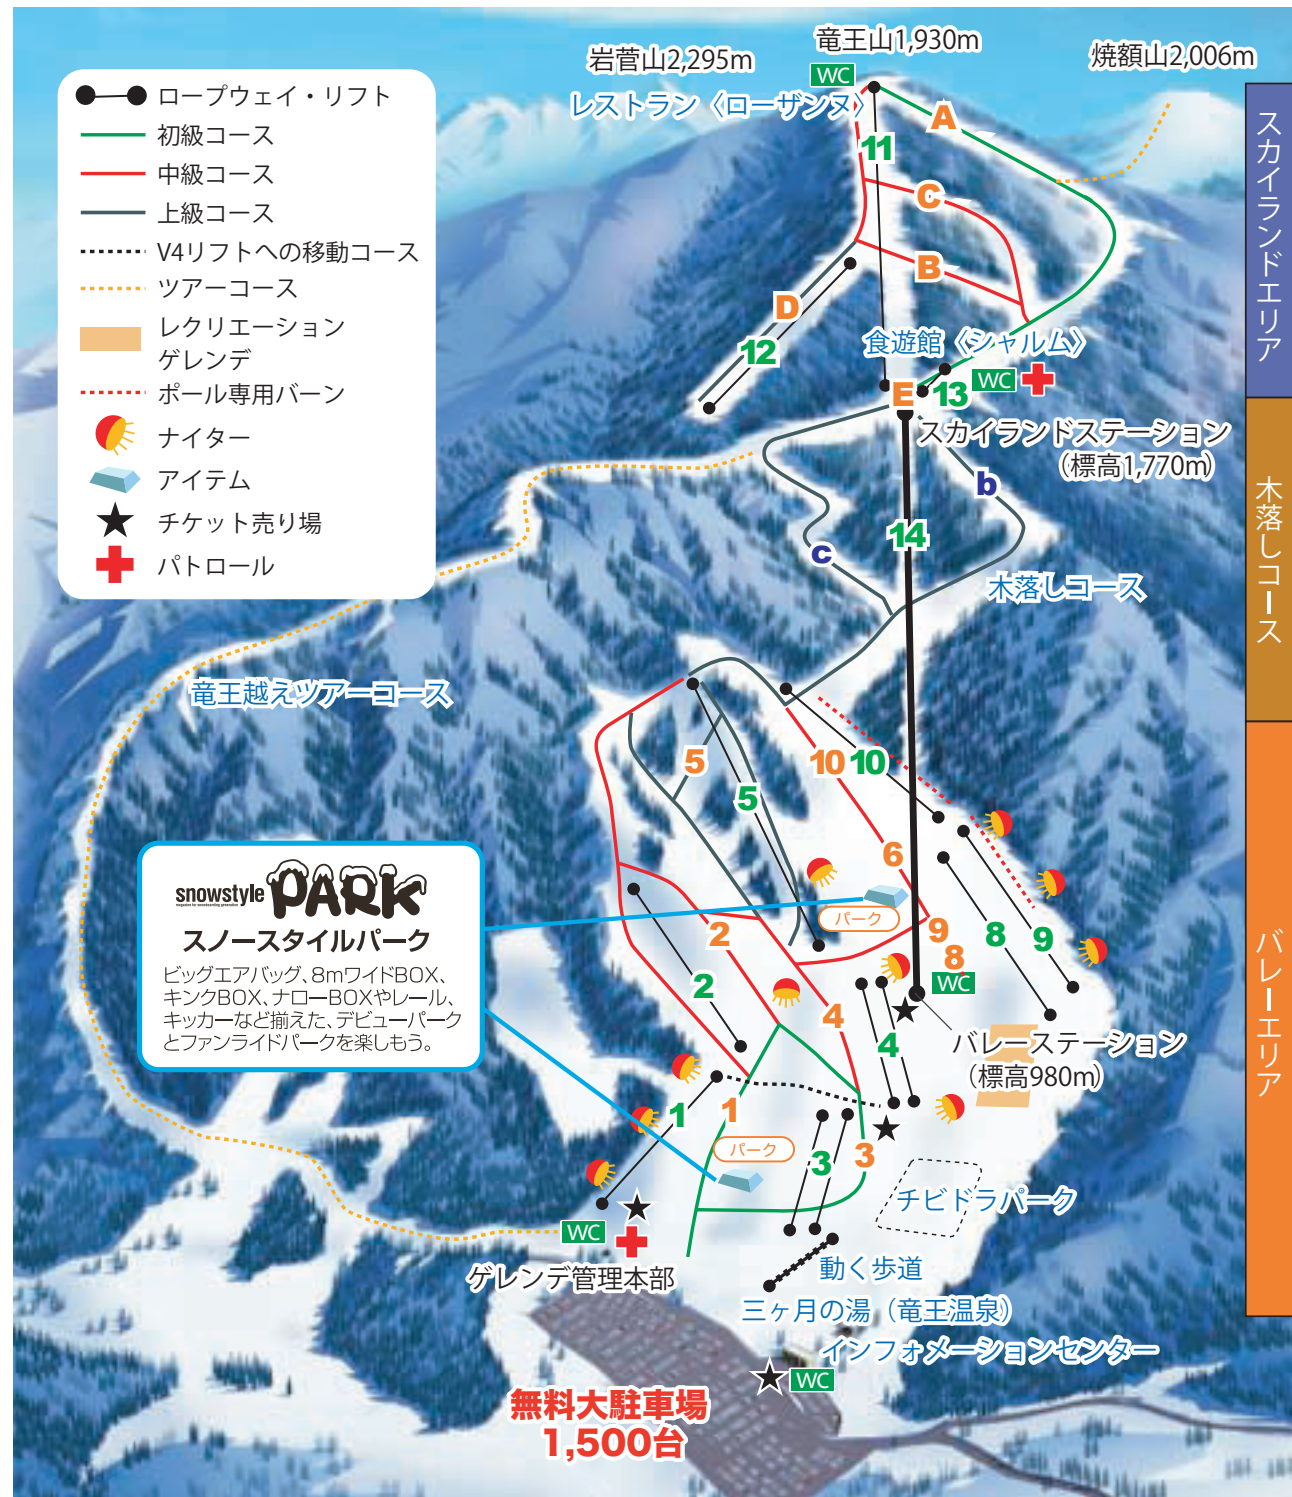 岩菅山2,295m
竜王山1,930m
焼額山2,006m
WC
レストラン〈ローザンヌ〉
ロープウェイ・リフト
初級コース
中級コース
上級コース
V4リフトへの移動コース
ツアーコース
レクリエーション
ゲレンデ
ポール専用バーン
ナイター
アイテム
チケット売り場
パトロール
スカイランドエリア
木落しコース
バレーエリア
A
11
C
B
D
12
食遊館〈シャルム〉
E
13
WC
スカイランドステーション
（標高1,770m）
b
14
c
木落しコース
竜王越えツアーコース
5
5
10
10
6
パーク
2
2
9
8
8
9
WC
4
4
バレーステーション
（標高980m）
snowstyle PARK
スノースタイルパーク
ビッグエアバッグ、8mワイドBOX、
キンクBOX、ナローBOXやレール、
キッカーなど揃えた、デビューパーク
とファンライドパークを楽しもう。
1
1
パーク
3
3
チビドラパーク
WC
ゲレンデ管理本部
動く歩道
三ヶ月の湯（竜王温泉）
インフォメーションセンター
WC
無料大駐車場
1,500台